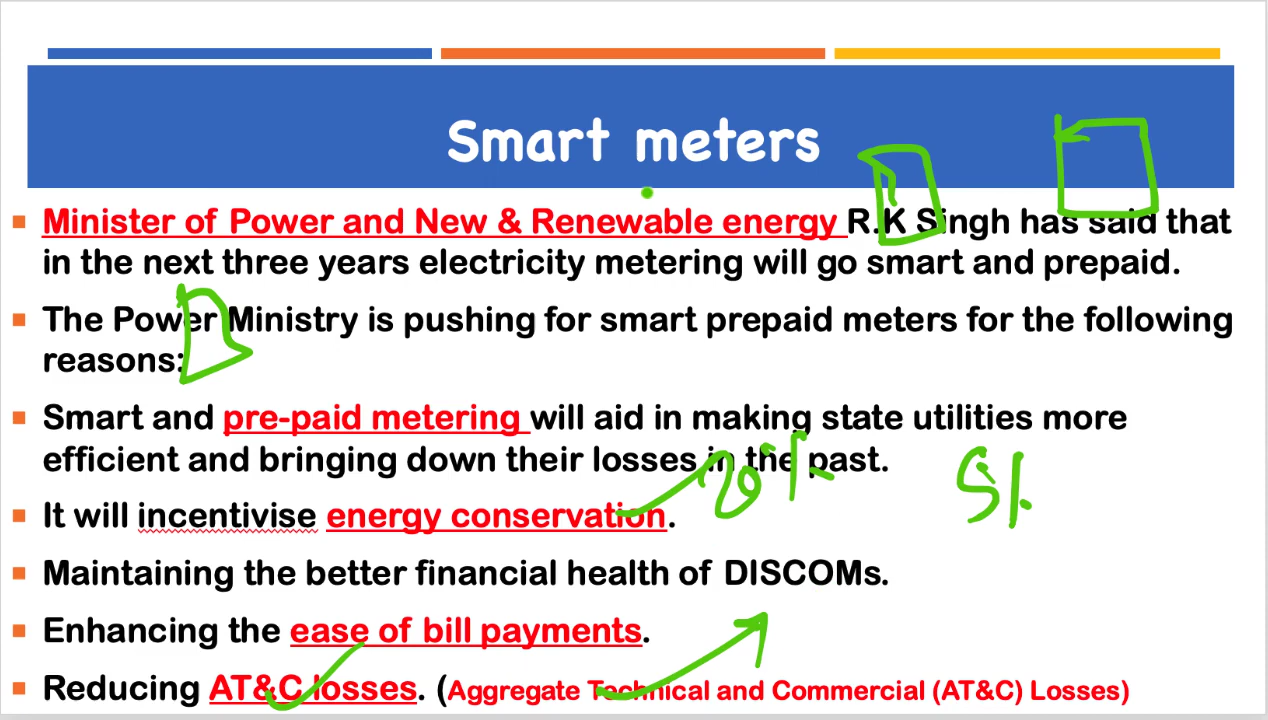 Smart meters
Minister of Power and New & Renewable energy R.K Singh has said that
in the next three years electricity metering will go smart and prepaid.
The Power Ministry is pushing for smart prepaid meters for the following
reasons:
Smart and pre-paid metering will aid in making state utilities more
efficient and bringing down their losses in the past.
20%
5%
It will incentivise energy conservation.
Maintaining the better financial health of DISCOMs.
Enhancing the ease of bill payments.
Reducing AT&C losses. (Aggregate Technical and Commercial (AT&C) Losses)